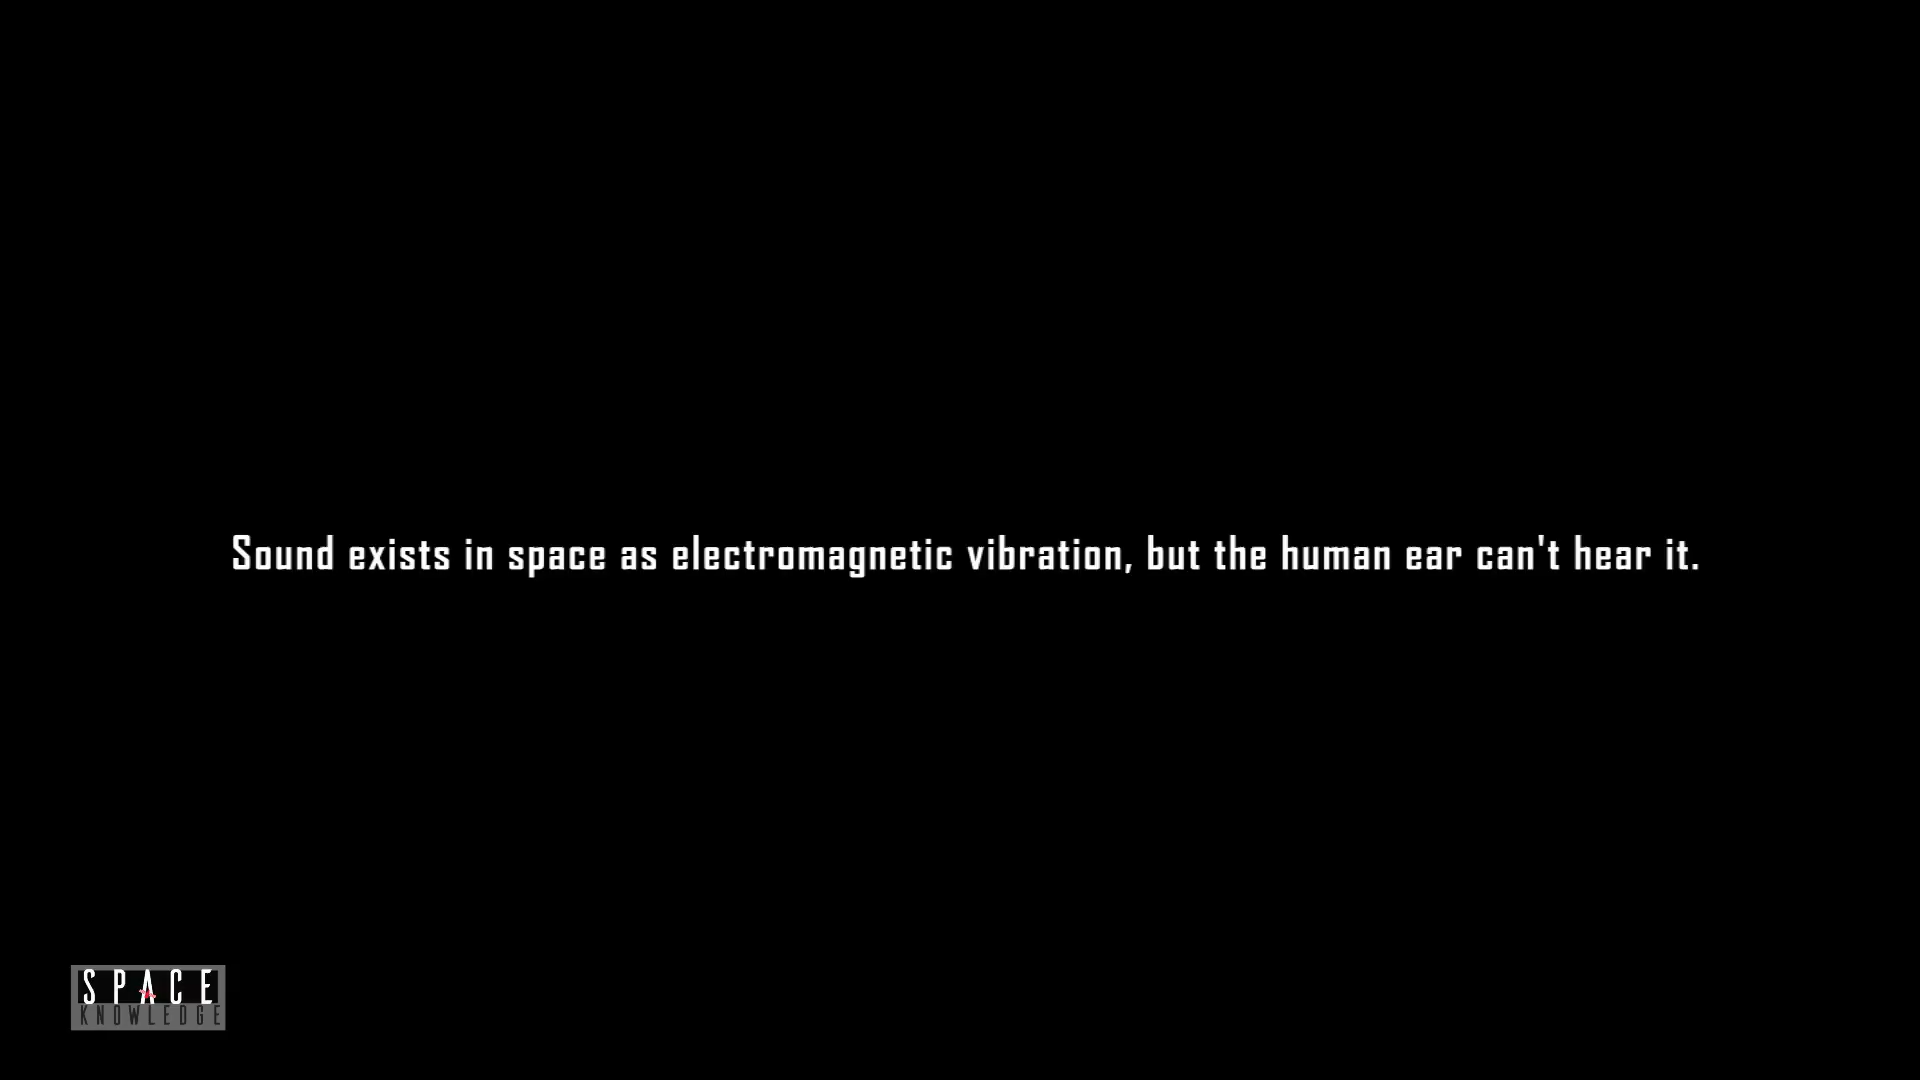 Sound exists in space as electromagnetic vibration, but the human ear can't hear it.
SPACE
KNOWLEDGE